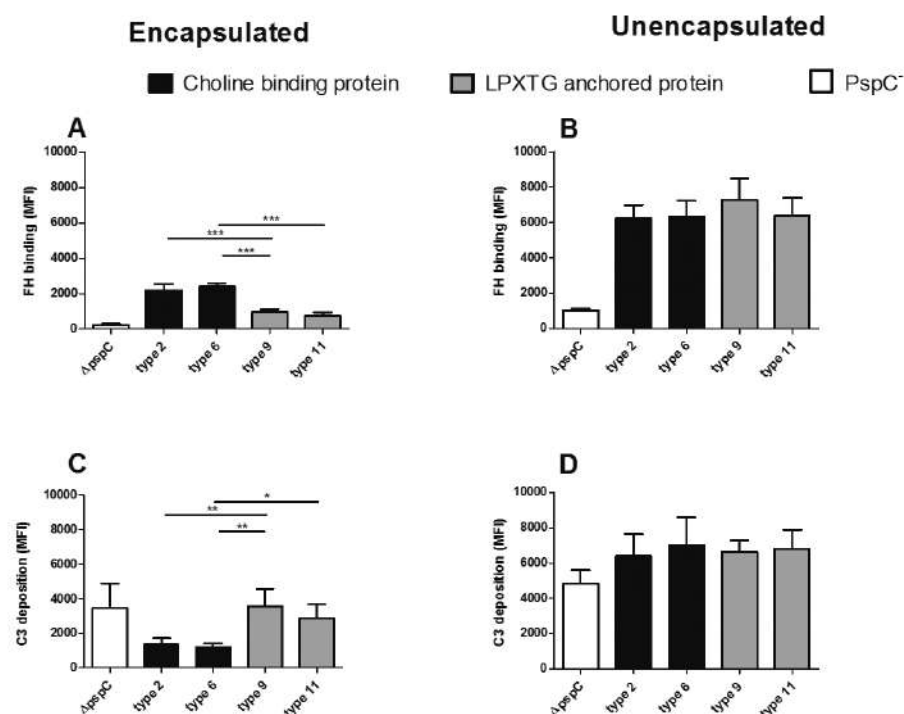 Encapsulated
Unencapsulated
Choline binding protein
LPXTG anchored protein
PspC-
A
FH binding (MFI)
10000
8000
6000
4000
2000
0
***
***
***
ΔpspC
type 2
type 6
type 9
type 11
B
FH binding (MFI)
10000
8000
6000
4000
2000
0
ΔpspC
type 2
type 6
type 9
type 11
C
C3 deposition (MFI)
10000
8000
6000
4000
2000
0
*
**
**
ΔpspC
type 2
type 6
type 9
type 11
D
C3 deposition (MFI)
10000
8000
6000
4000
2000
0
ΔpspC
type 2
type 6
type 9
type 11